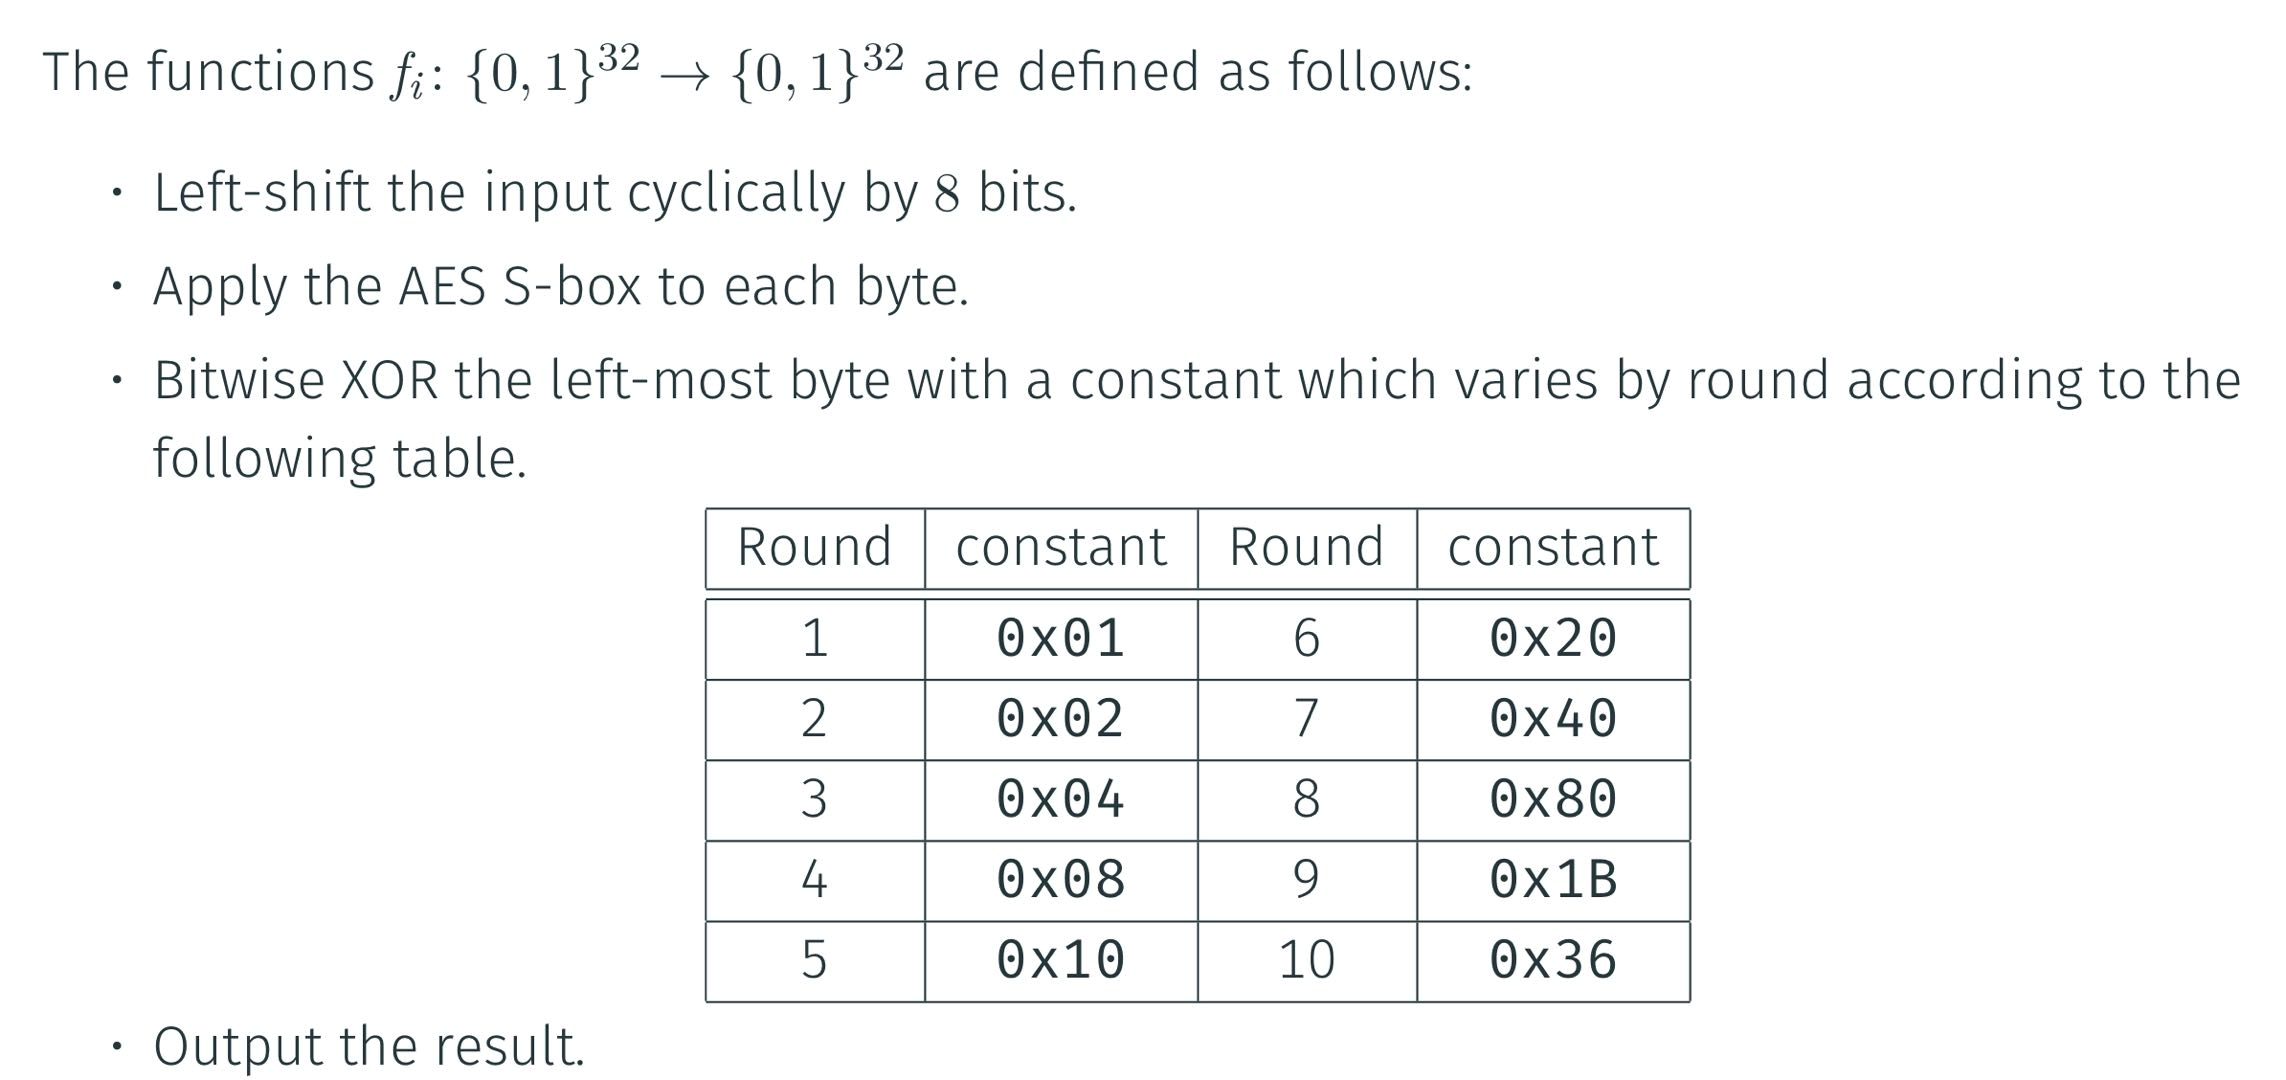 The functions fᵢ: {0, 1}³² → {0, 1}³² are defined as follows:
· Left-shift the input cyclically by 8 bits.
· Apply the AES S-box to each byte.
· Bitwise XOR the left-most byte with a constant which varies by round according to the
following table.
Round constant Round constant
1 0x01 6 0x20
2 0x02 7 0x40
3 0x04 8 0x80
4 0x08 9 0x1B
5 0x10 10 0x36
· Output the result.